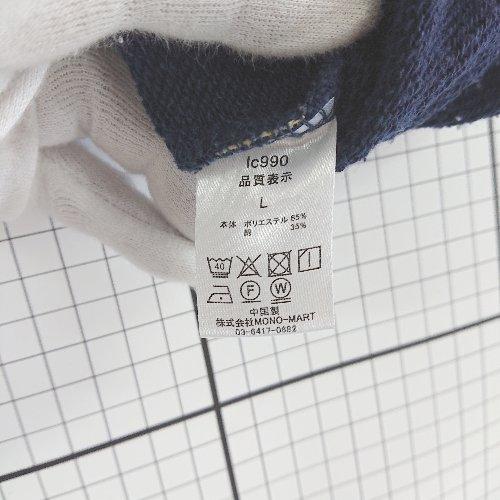 lc990
品質表示
L
本体 ポリエステル 65%
綿 35%
40
F W
中国製
株式会社MONO-MART
03-6417-0882